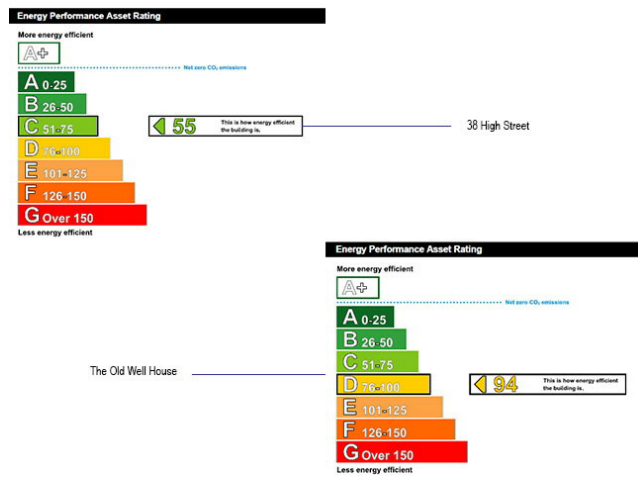 Energy Performance Asset Rating
More energy efficient
A+
Net zero CO₂ emissions
A 0-25
B 26-50
C 51-75
55
This is how energy efficient
the building is.
38 High Street
D 76-100
E 101-125
F 126-150
G Over 150
Less energy efficient
Energy Performance Asset Rating
More energy efficient
A+
Net zero CO₂ emissions
A 0-25
B 26-50
C 51-75
The Old Well House
D 76-100
94
This is how energy efficient
the building is.
E 101-125
F 126-150
G Over 150
Less energy efficient